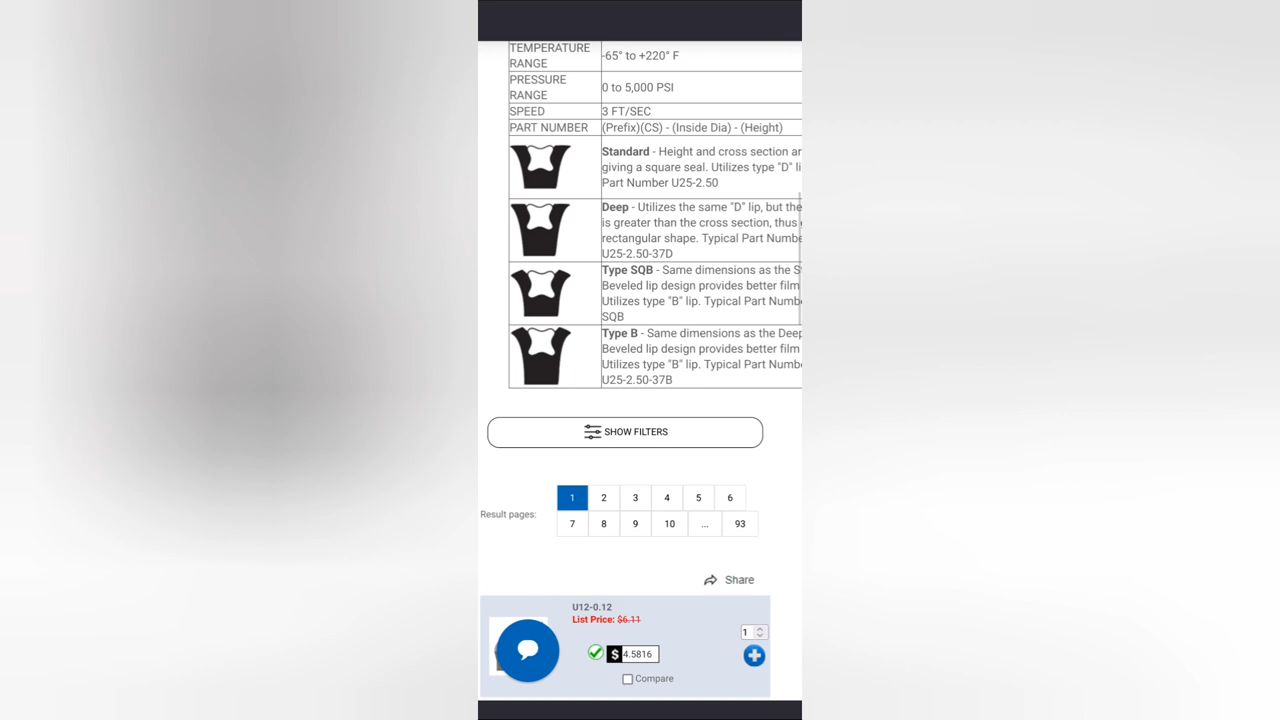 TEMPERATURE
RANGE
-65° to +220° F
PRESSURE
RANGE
0 to 5,000 PSI
SPEED
3 FT/SEC
PART NUMBER
(Prefix)(CS) - (Inside Dia) - (Height)
Standard - Height and cross section ar
giving a square seal. Utilizes type "D" li
Part Number U25-2.50
Deep - Utilizes the same "D" lip, but the
is greater than the cross section, thus
rectangular shape. Typical Part Numbe
U25-2.50-37D
Type SQB - Same dimensions as the S
Beveled lip design provides better film
Utilizes type "B" lip. Typical Part Numbe
SQB
Type B - Same dimensions as the Deep
Beveled lip design provides better film
Utilizes type "B" lip. Typical Part Numbe
U25-2.50-37B
SHOW FILTERS
Result pages:
1 2 3 4 5 6
7 8 9 10 ... 93
Share
U12-0.12
List Price: $6.11
1
$ 4.5816
Compare